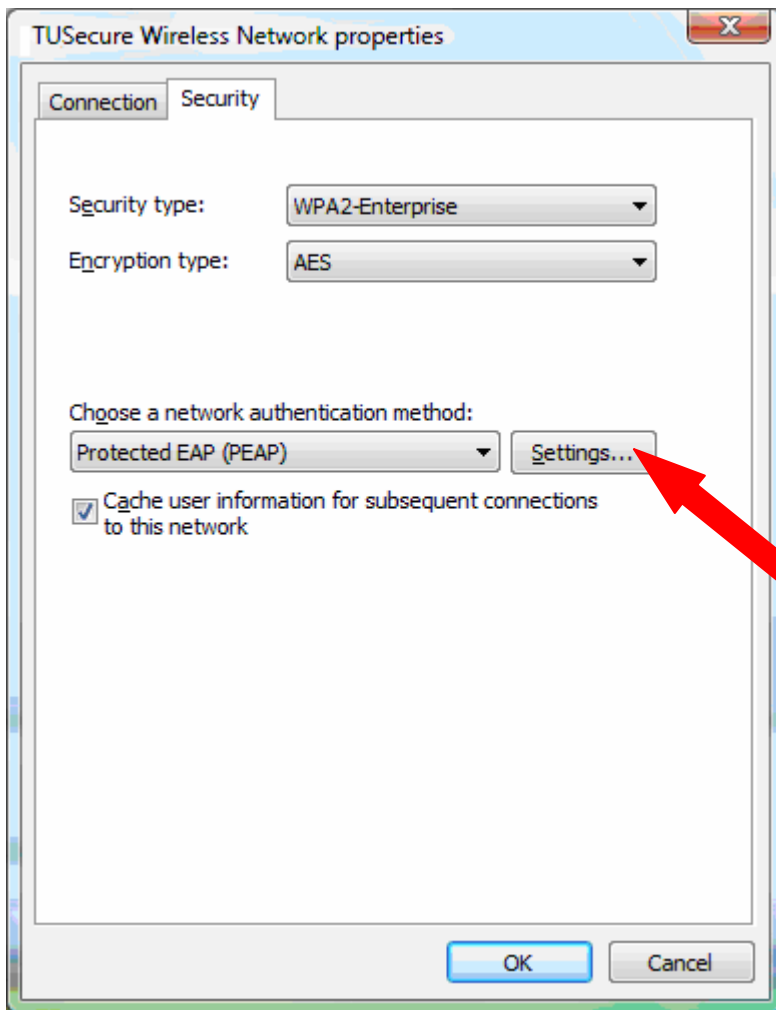 TUSecure Wireless Network properties
Connection
Security
Security type:
WPA2-Enterprise
Encryption type:
AES
Choose a network authentication method:
Protected EAP (PEAP)
Settings...
Cache user information for subsequent connections
to this network
OK
Cancel